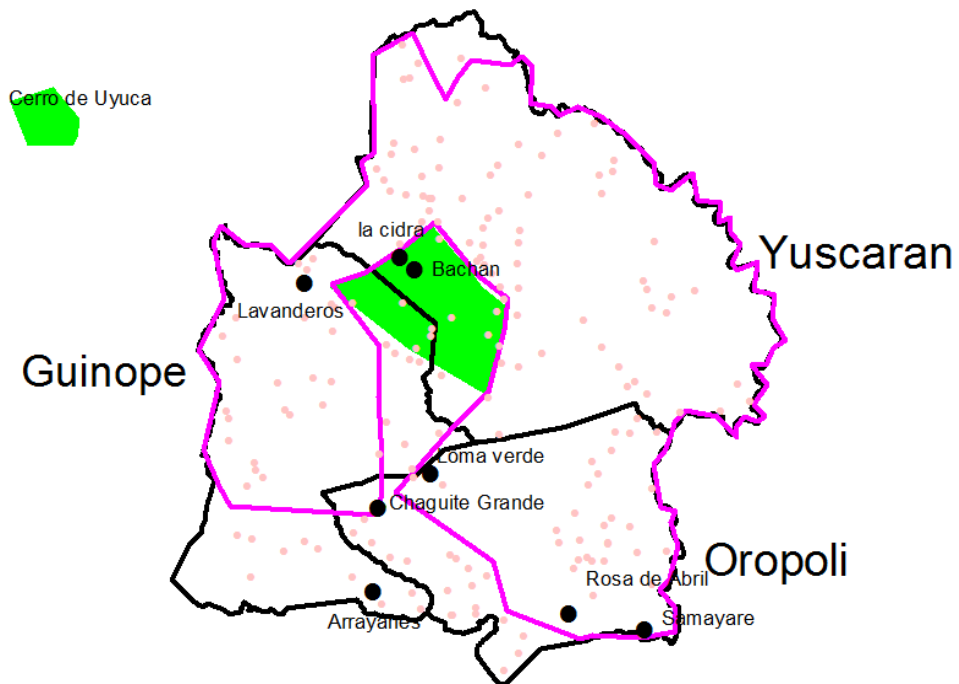 Cerro de Uyuca
la cidra
Bachan
Yuscaran
Lavanderos
Guinope
Loma verde
Chaguite Grande
Oropoli
Rosa de Abril
Arrayanes
Samayare